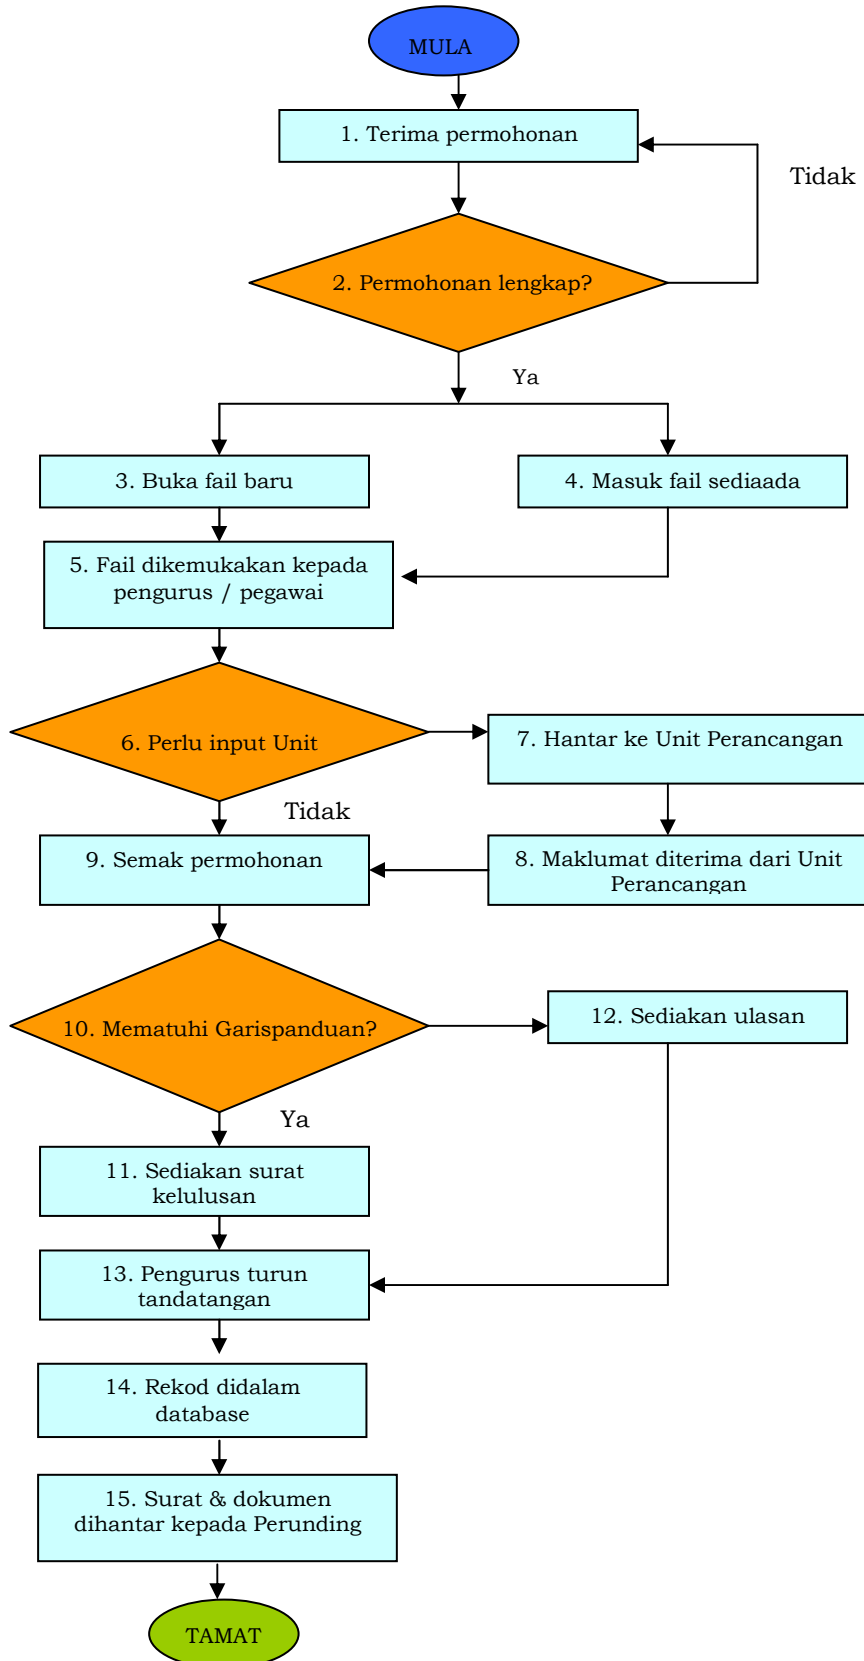 MULA
1. Terima permohonan
Tidak
2. Permohonan lengkap?
Ya
3. Buka fail baru
4. Masuk fail sediaada
5. Fail dikemukakan kepada
pengurus / pegawai
6. Perlu input Unit
7. Hantar ke Unit Perancangan
Tidak
9. Semak permohonan
8. Maklumat diterima dari Unit
Perancangan
10. Mematuhi Garispanduan?
12. Sediakan ulasan
Ya
11. Sediakan surat
kelulusan
13. Pengurus turun
tandatangan
14. Rekod didalam
database
15. Surat & dokumen
dihantar kepada Perunding
TAMAT